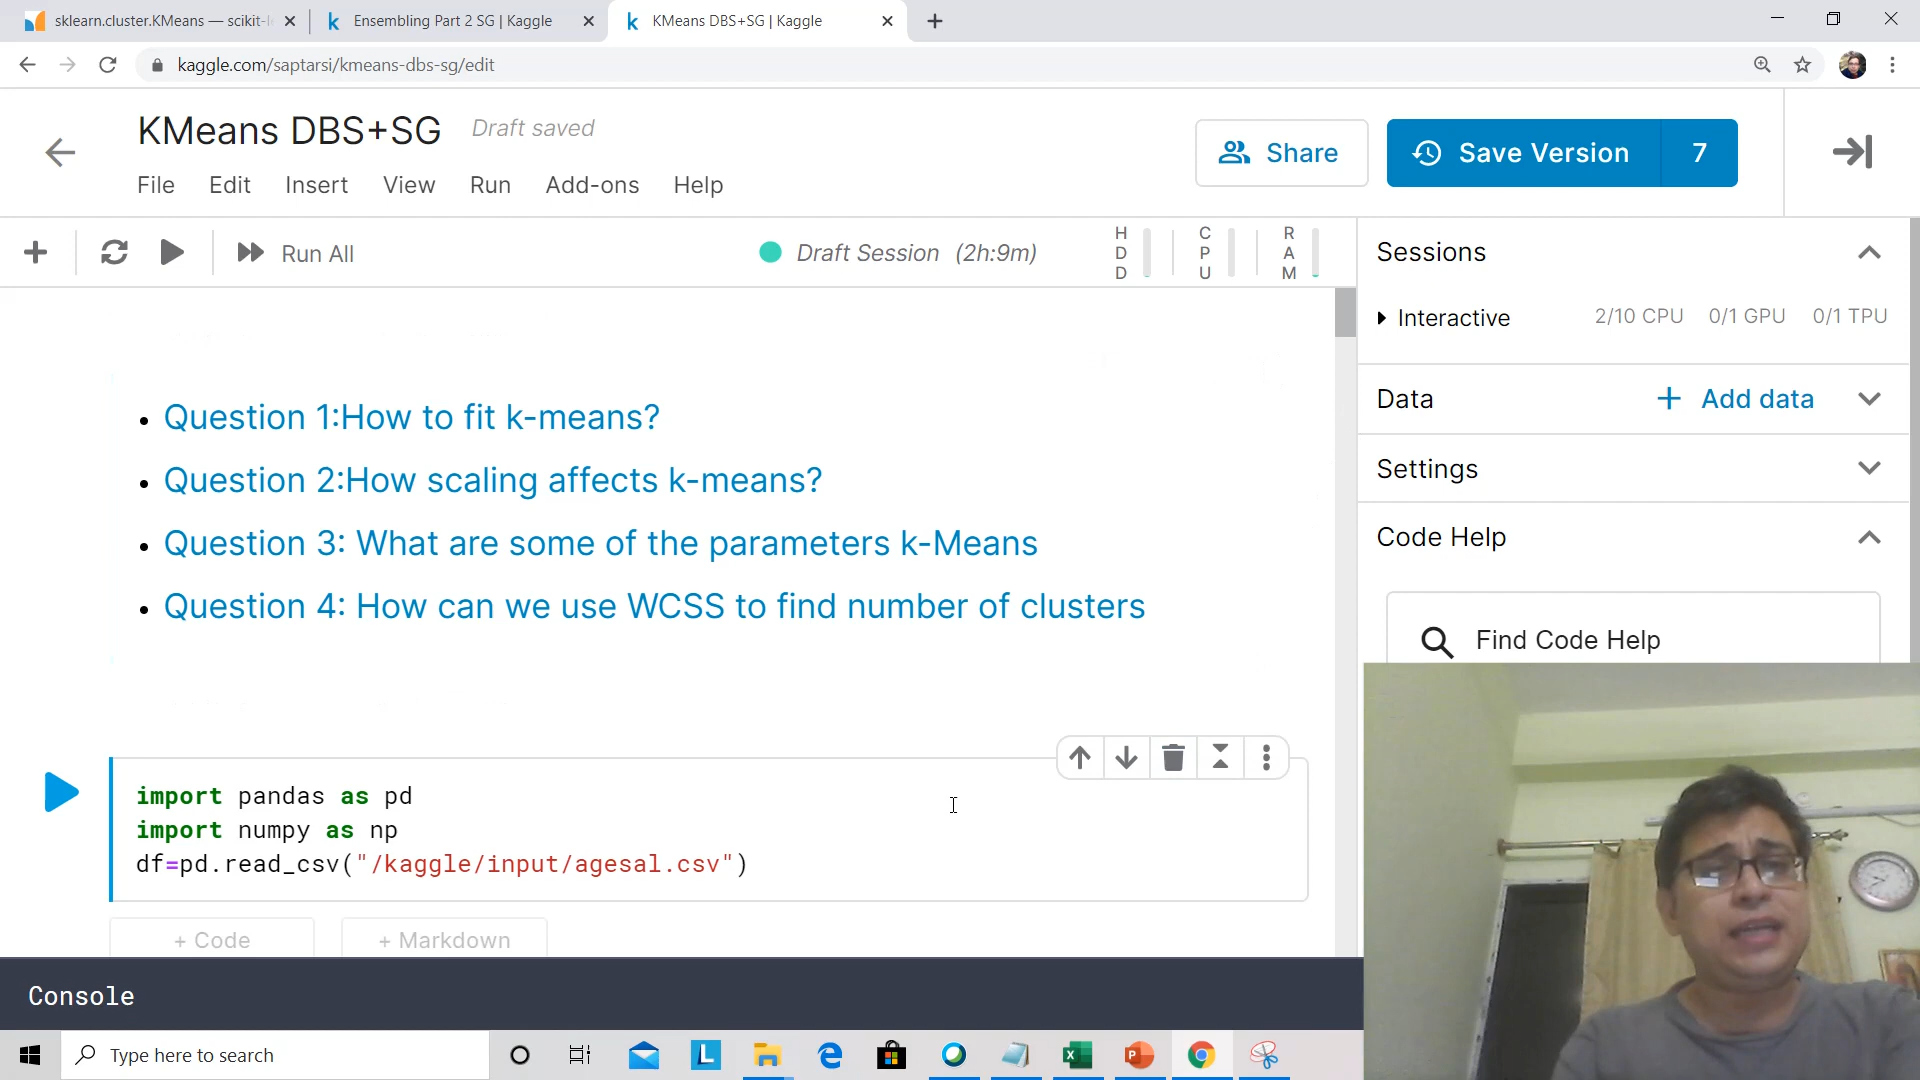 sklearn.cluster.KMeans — scikit-l
Ensembling Part 2 SG | Kaggle
KMeans DBS+SG | Kaggle
kaggle.com/saptarsi/kmeans-dbs-sg/edit
KMeans DBS+SG
Draft saved
Share
Save Version
7
File
Edit
Insert
View
Run
Add-ons
Help
Run All
Draft Session (2h:9m)
HDD
CPU
RAM
Sessions
Interactive
2/10 CPU
0/1 GPU
0/1 TPU
Data
+ Add data
Settings
Code Help
Find Code Help
• Question 1:How to fit k-means?
• Question 2:How scaling affects k-means?
• Question 3: What are some of the parameters k-Means
• Question 4: How can we use WCSS to find number of clusters
import pandas as pd
import numpy as np
df=pd.read_csv("/kaggle/input/agesal.csv")
+ Code
+ Markdown
Console
Type here to search